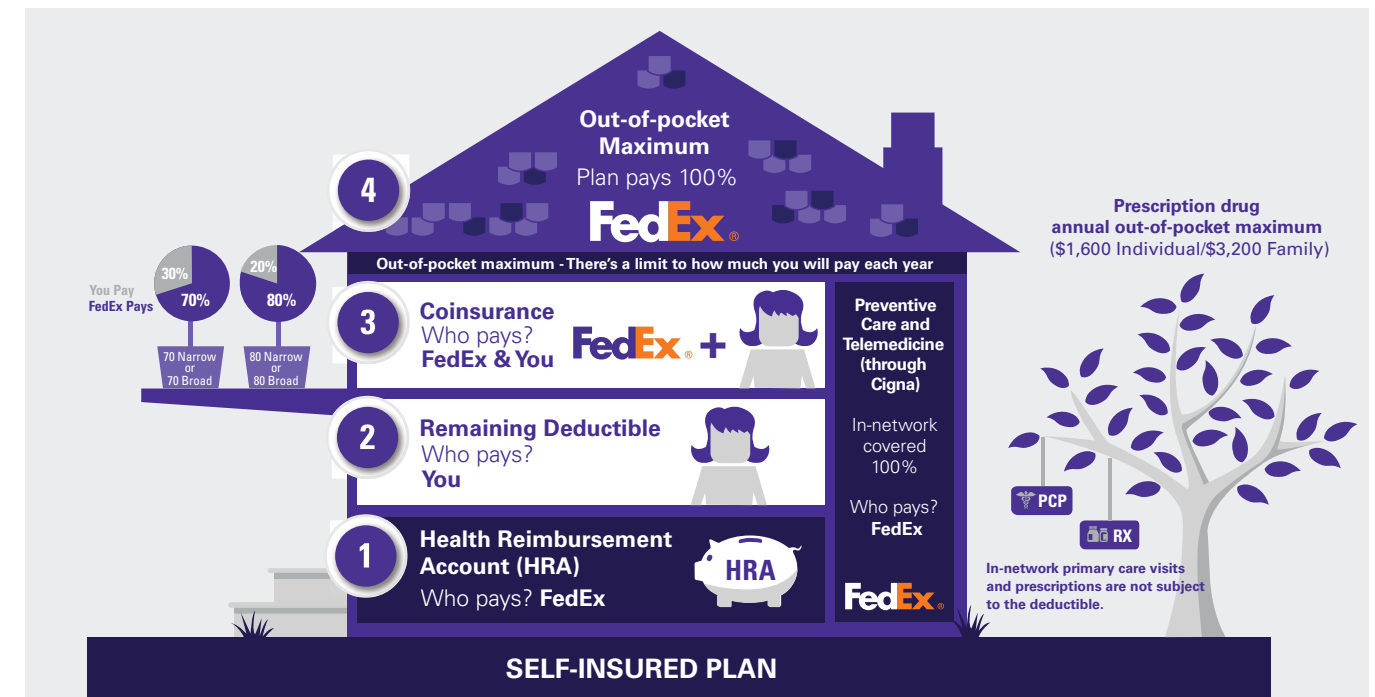 Out-of-pocket
Maximum
Plan pays 100%
FedEx®
4
Out-of-pocket maximum - There's a limit to how much you will pay each year
30%
70%
20%
80%
You Pay
FedEx Pays
70 Narrow
or
70 Broad
80 Narrow
or
80 Broad
3
Coinsurance
Who pays?
FedEx & You
FedEx® +
2
Remaining Deductible
Who pays?
You
1
Health Reimbursement
Account (HRA)
Who pays? FedEx
HRA
Preventive
Care and
Telemedicine
(through
Cigna)
In-network
covered
100%
Who pays?
FedEx
FedEx®
Prescription drug
annual out-of-pocket maximum
($1,600 Individual/$3,200 Family)
PCP
RX
In-network primary care visits
and prescriptions are not subject
to the deductible.
SELF-INSURED PLAN